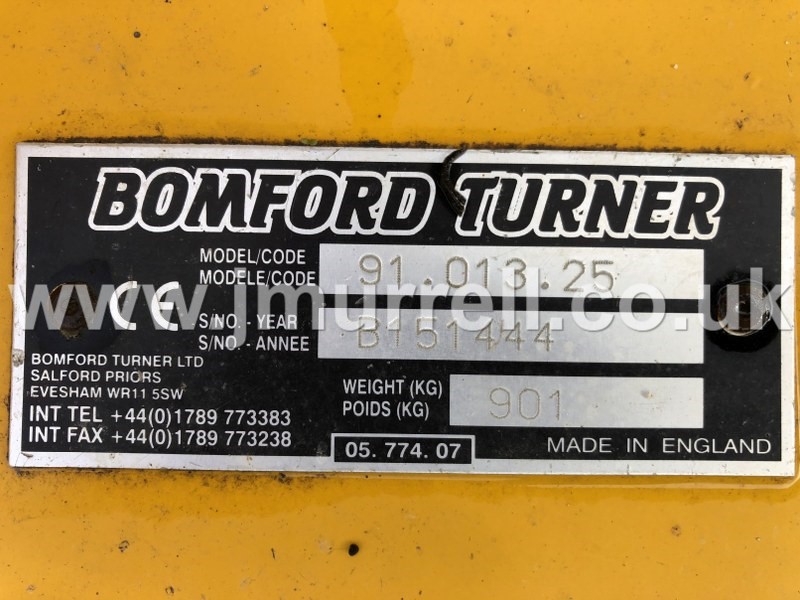 BOMFORD TURNER
MODEL/CODE
MODELE/CODE
91.013.25
www.jmurrell.co.uk
S/NO. - YEAR
S/NO. - ANNEE
B151444
BOMFORD TURNER LTD
SALFORD PRIORS
EVESHAM WR11 5SW
INT TEL +44(0)1789 773383
INT FAX +44(0)1789 773238
WEIGHT (KG)
POIDS (KG)
901
05. 774. 07
MADE IN ENGLAND
CE